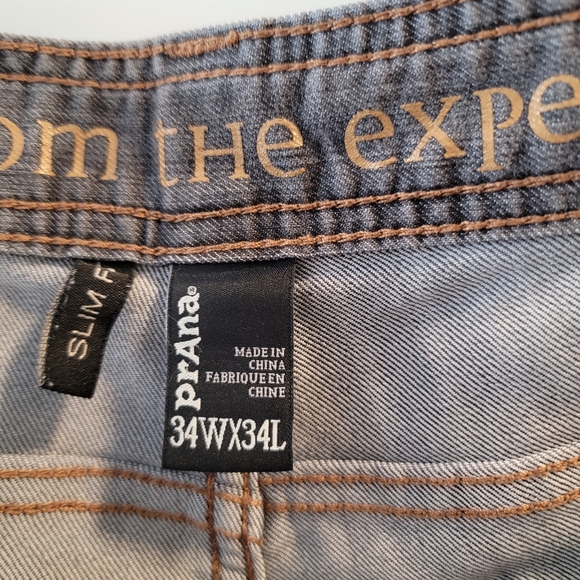 om the expe
SLIM F
prAna®
MADE IN
CHINA
FABRIQUE EN
CHINE
34WX34L